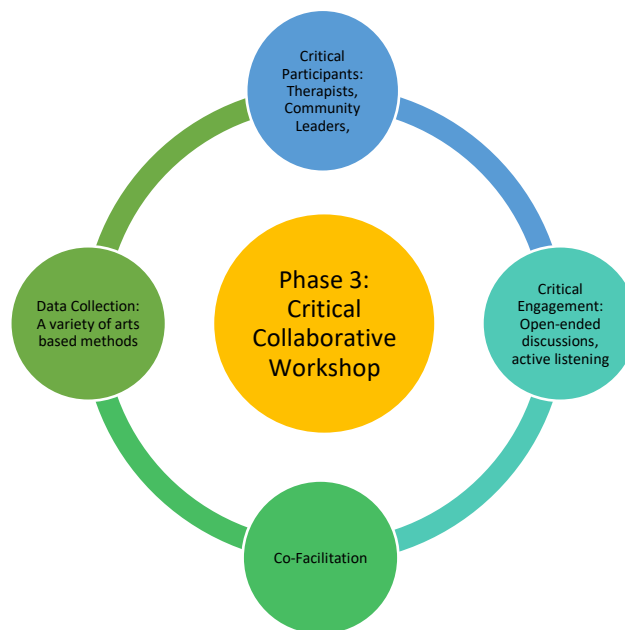 Critical
Participants:
Therapists,
Community
Leaders,
Phase 3:
Critical
Collaborative
Workshop
Critical
Engagement:
Open-ended
discussions,
active listening
Data Collection:
A variety of arts
based methods
Co-Facilitation